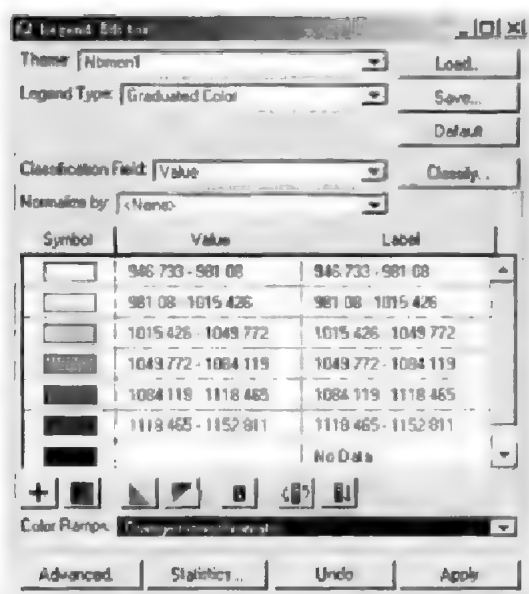 Legend Editor
Theme: Nbmcn1
Load..
Legend Type: Graduated Color
Save...
Default
Classification Field: Value
Classify...
Normalize by: <None>
Symbol Value Label
946.733 - 981.08 946.733 - 981.08
981.08 1015.426 981.08 1015.426
1015.426 - 1049.772 1015.426 - 1049.772
1049.772 - 1084.119 1049.772 - 1084.119
1084.119 1118.465 1084.119 1118.465
1118.465 - 1152.811 1118.465 - 1152.811
No Data
Color Ramps:
Advanced. Statistics... Undo Apply